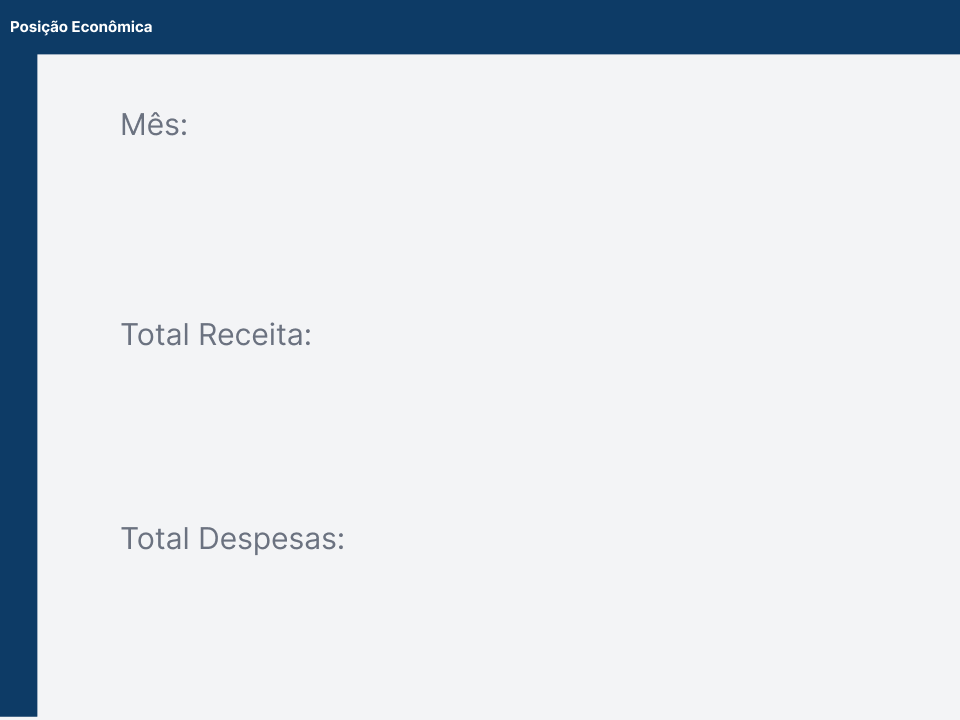 Posição Econômica
Mês:
Total Receita:
Total Despesas: